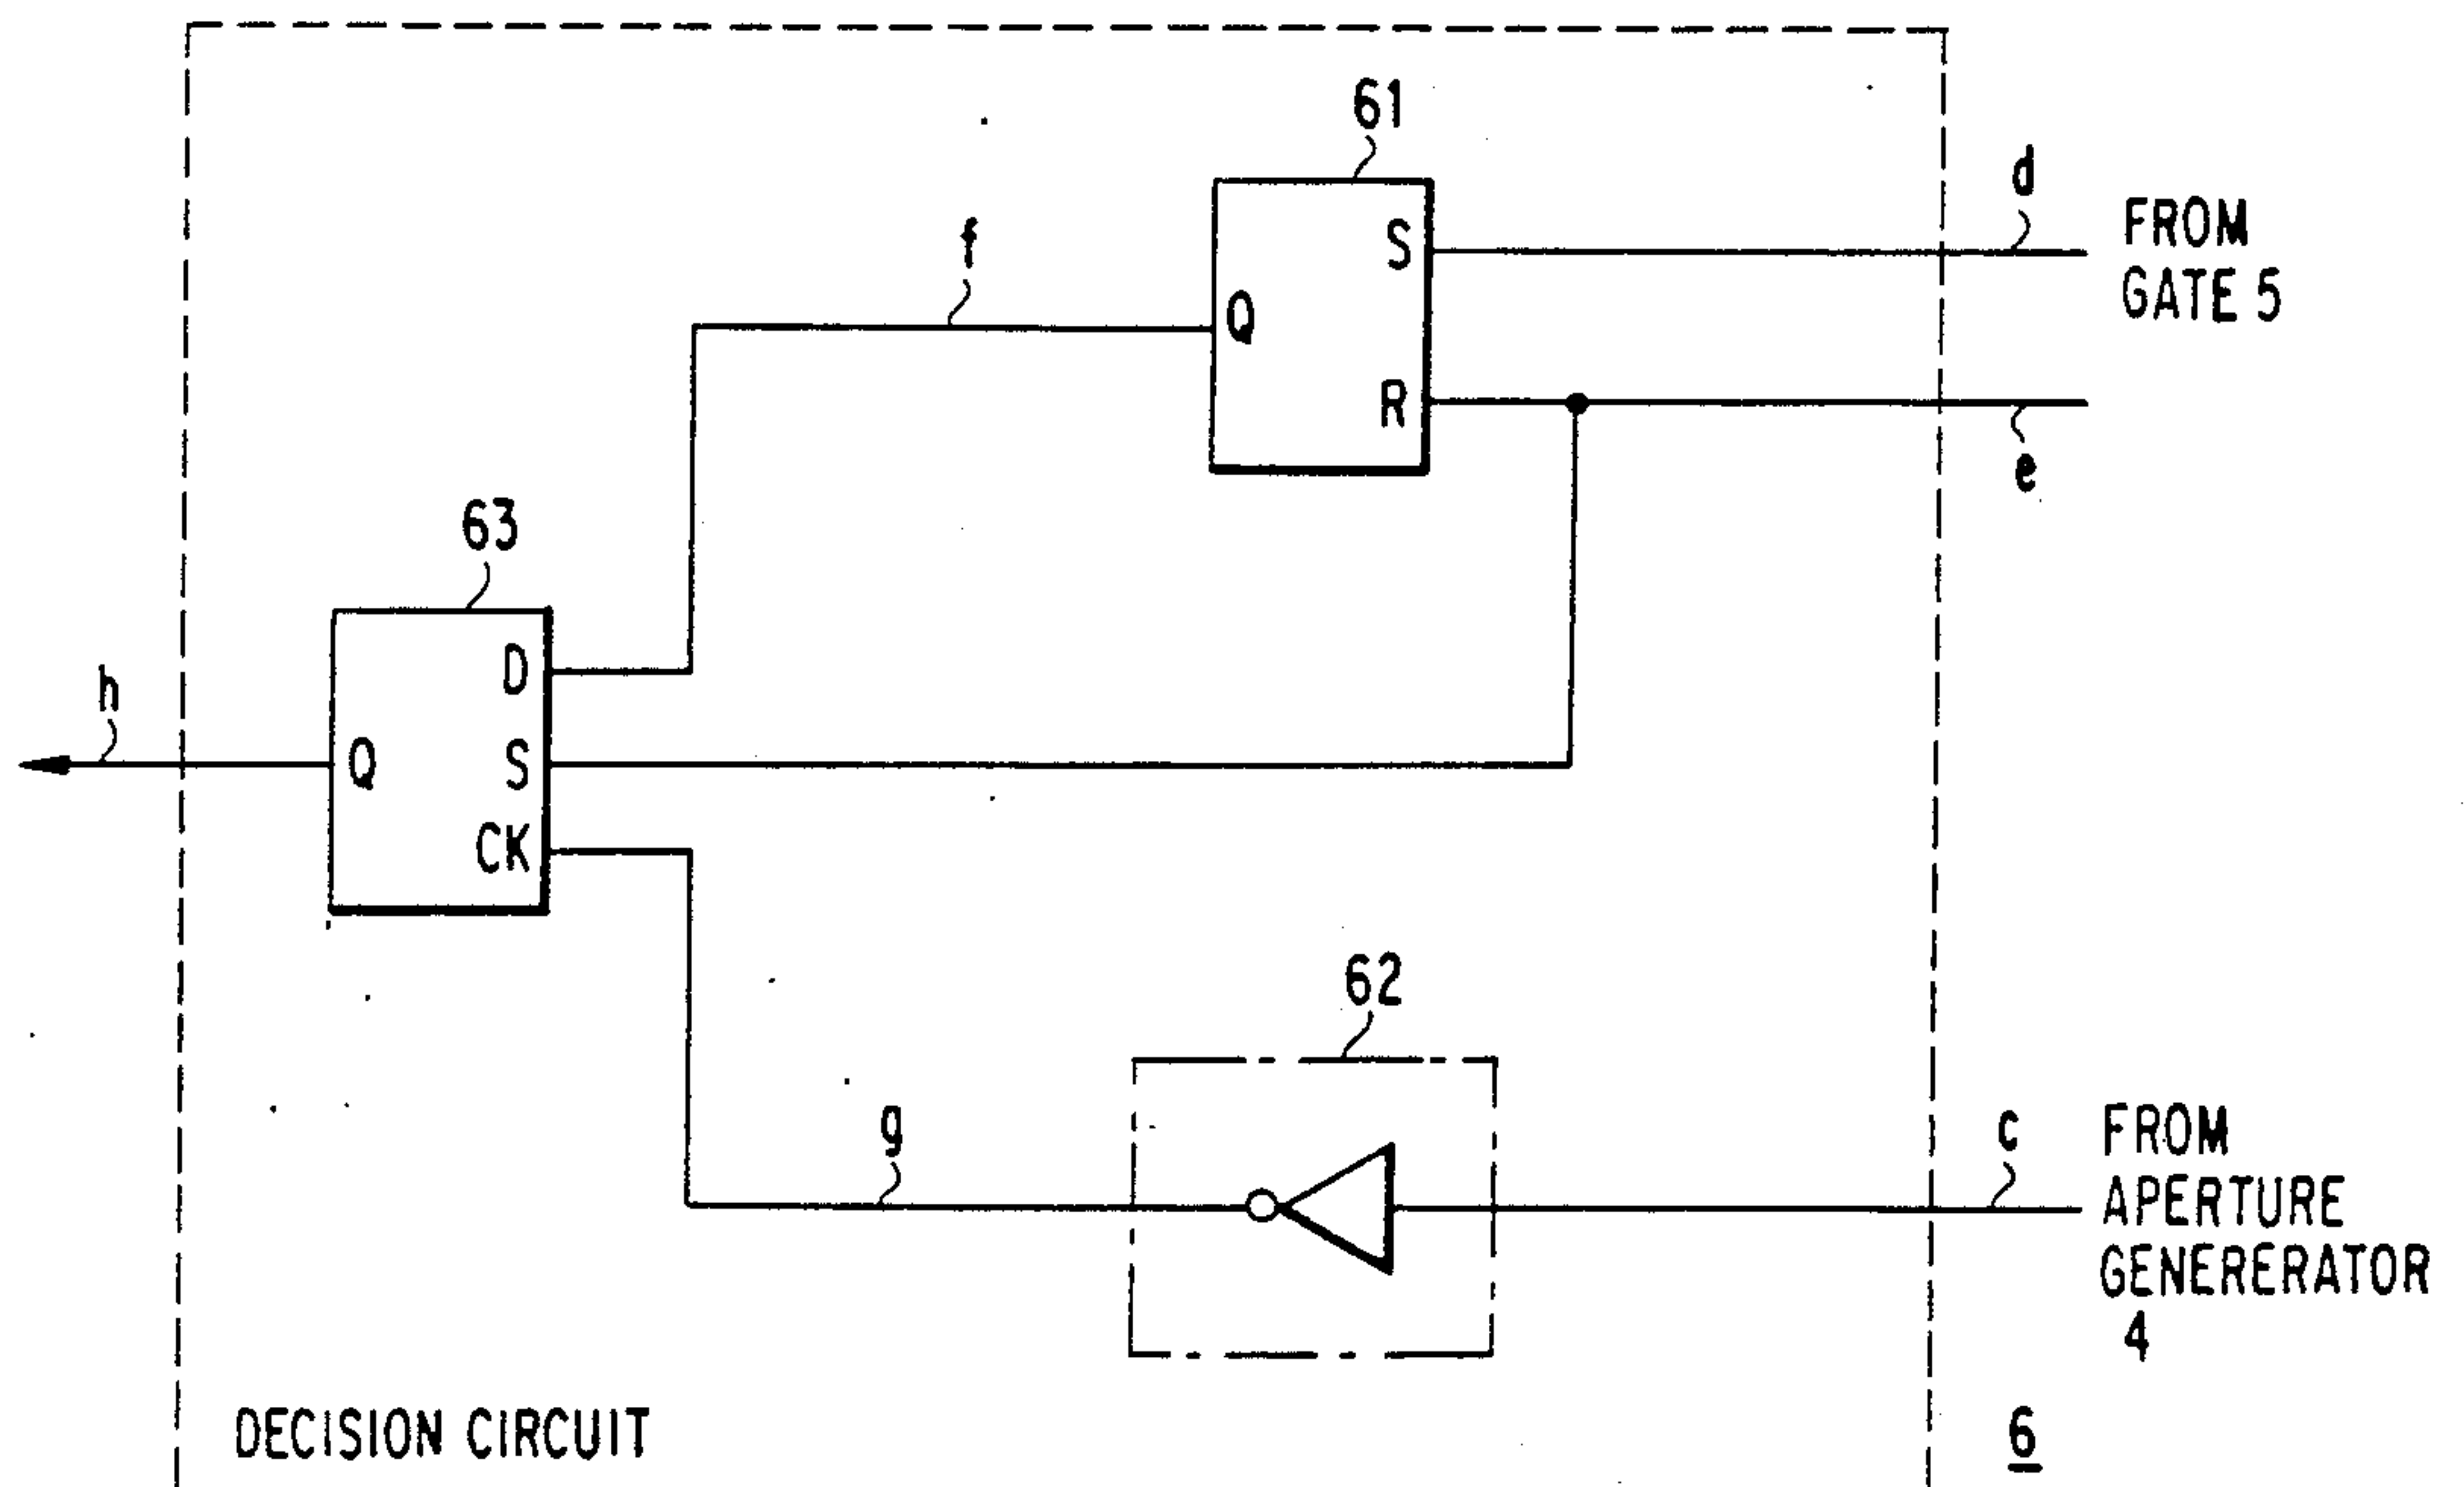 61
d
FROM
GATE 5
S
f
Q
R
e
63
D
h
Q
S
CK
62
g
c
FROM
APERTURE
GENERERATOR
4
DECISION CIRCUIT
6